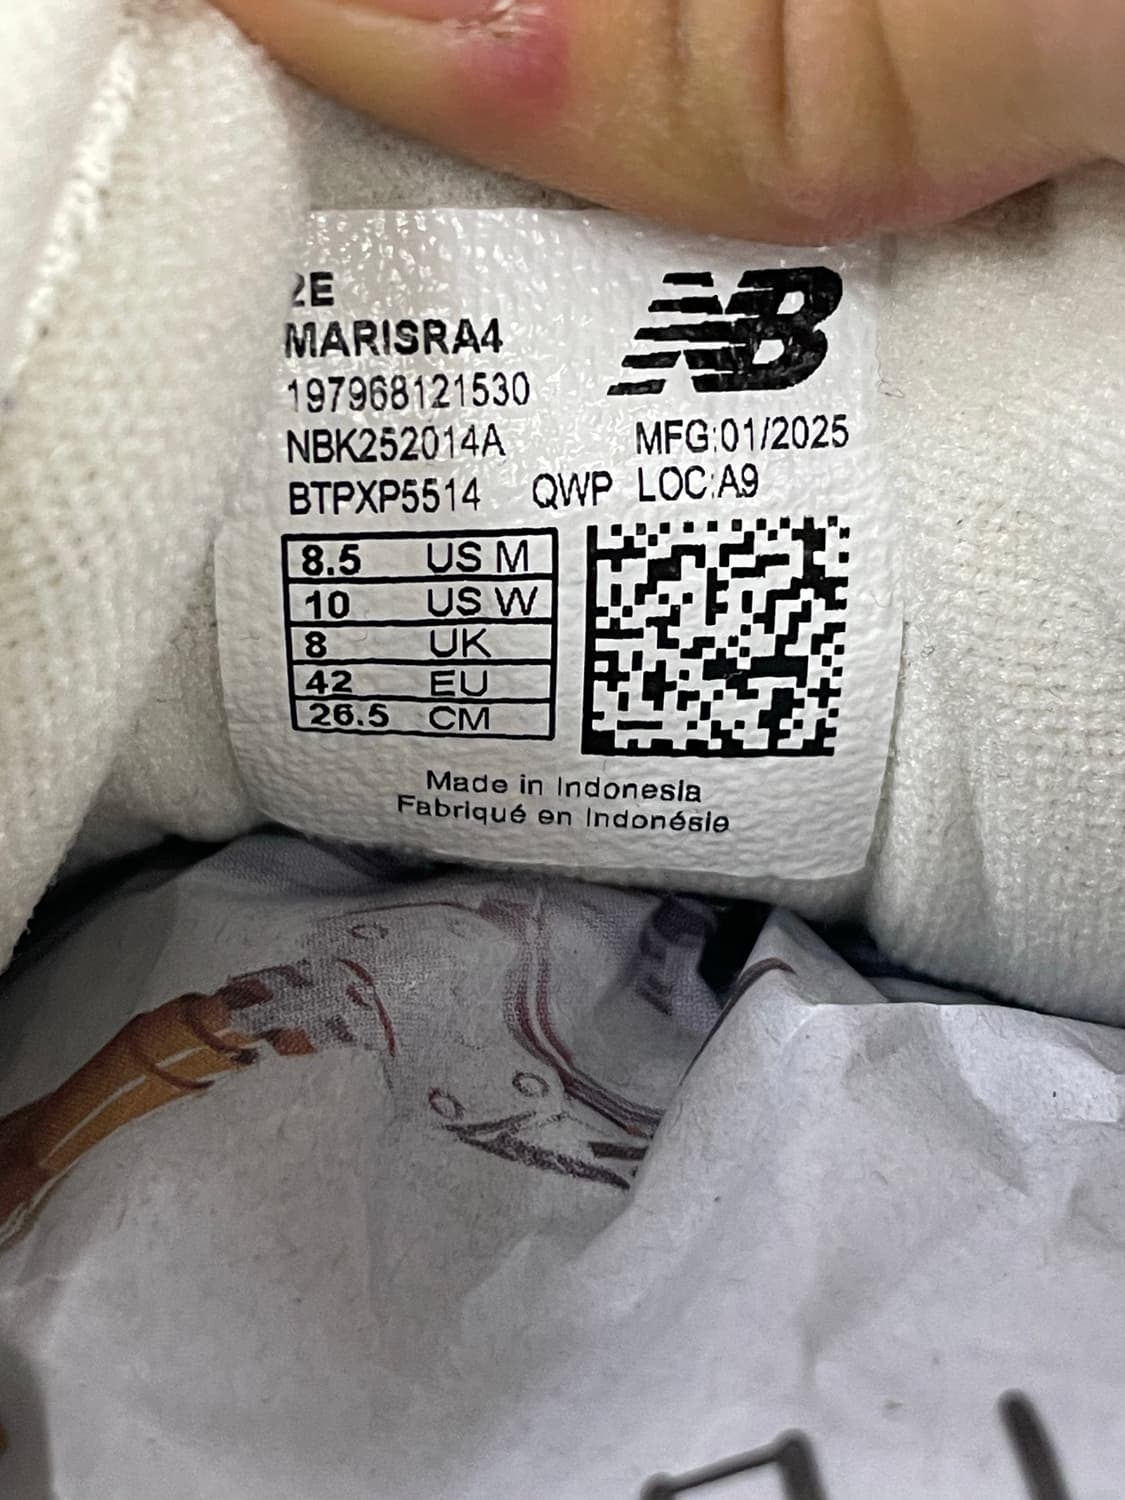 2E
MARISRA4
197968121530
NBK252014A
MFG:01/2025
BTPXP5514 QWP LOC:A9
NB
8.5 US M
10 US W
8 UK
42 EU
26.5 CM
Made in Indonesia
Fabriqué en Indonésie